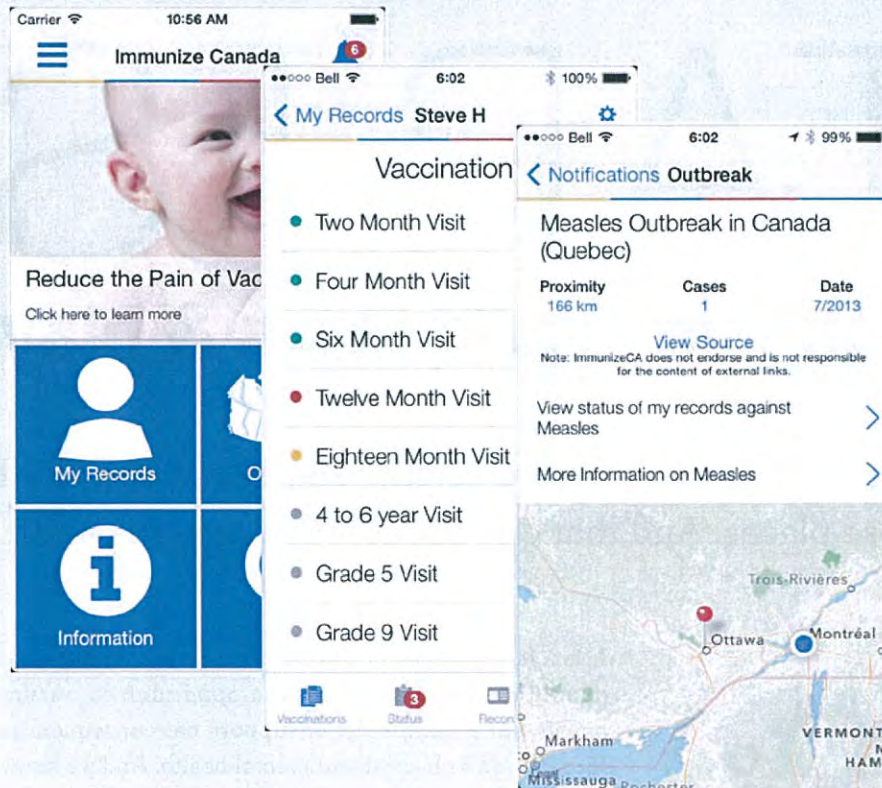 Carrier 10:56 AM
Immunize Canada 6
Reduce the Pain of Vac
Click here to learn more
My Records
O
Information
Bell 6:02 100%
My Records Steve H
Vaccination
Two Month Visit
Four Month Visit
Six Month Visit
Twelve Month Visit
Eighteen Month Visit
4 to 6 year Visit
Grade 5 Visit
Grade 9 Visit
3
Vaccinations Status Recor
Bell 6:02 99%
Notifications Outbreak
Measles Outbreak in Canada
(Quebec)
Proximity Cases Date
166 km 1 7/2013
View Source
Note: ImmunizeCA does not endorse and is not responsible
for the content of external links.
View status of my records against
Measles
More Information on Measles
Trois-Rivières
Ottawa Montréal
VERMONT
N
HAM
Markham
Mississauga Rochester